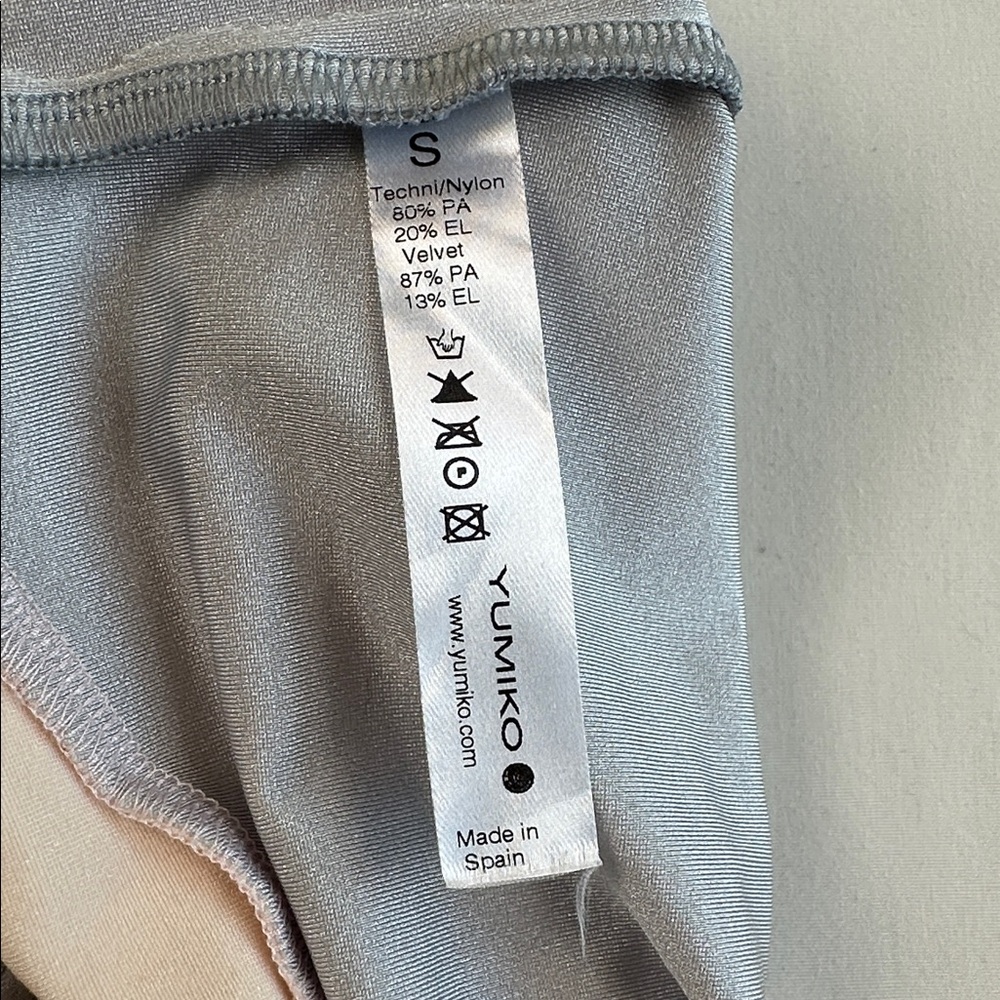 S
Techni/Nylon
80% PA
20% EL
Velvet
87% PA
13% EL
P
YUMIKO
www.yumiko.com
Made in
Spain